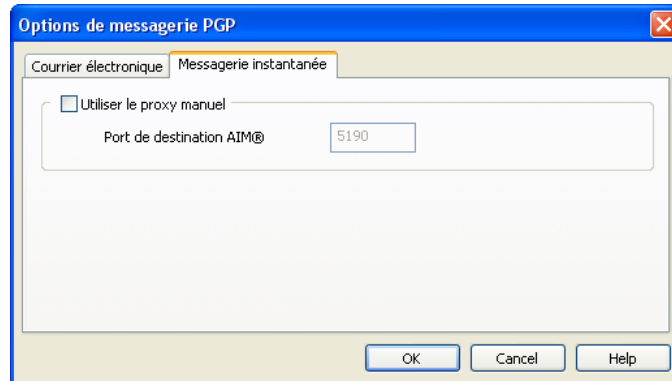 Options de messagerie PGP
Courrier électronique Messagerie instantanée
Utiliser le proxy manuel
Port de destination AIM® 5190
OK Cancel Help